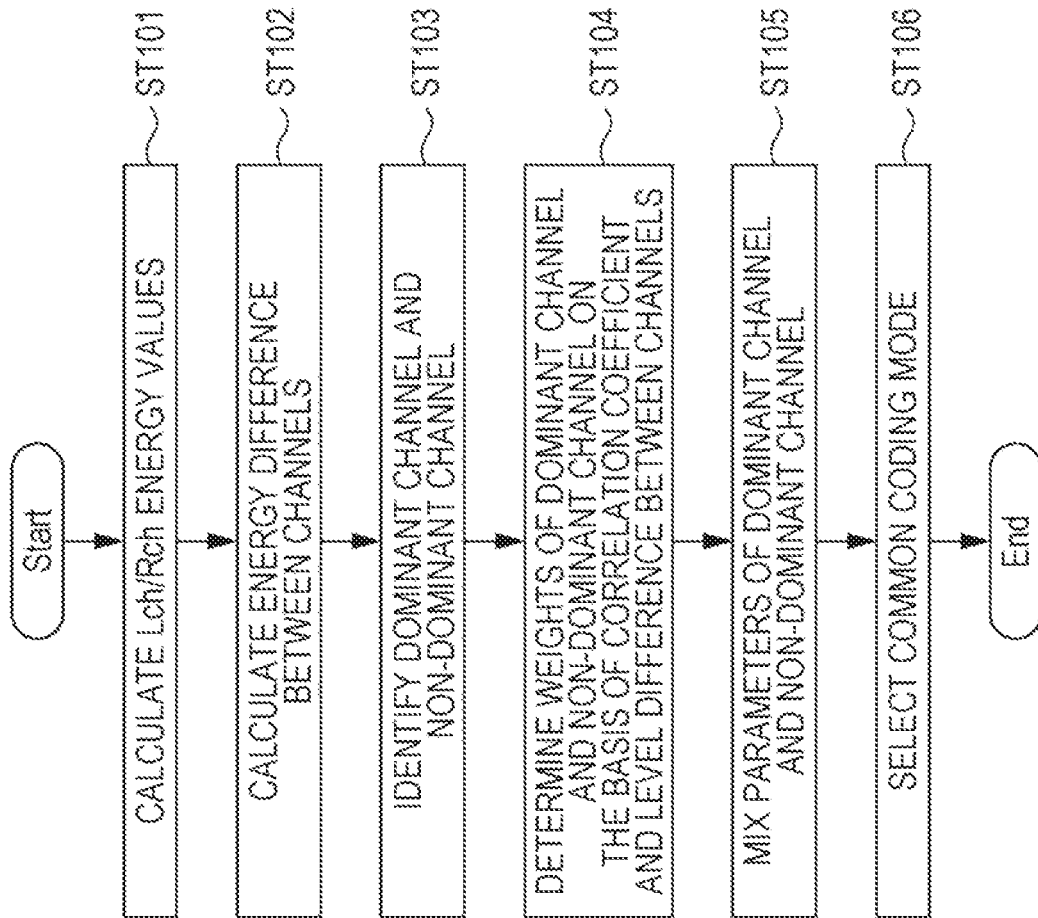 Start
CALCULATE Lch/Rch ENERGY VALUES
ST101
CALCULATE ENERGY DIFFERENCE
BETWEEN CHANNELS
ST102
IDENTIFY DOMINANT CHANNEL AND
NON-DOMINANT CHANNEL
ST103
DETERMINE WEIGHTS OF DOMINANT CHANNEL
AND NON-DOMINANT CHANNEL ON
THE BASIS OF CORRELATION COEFFICIENT
AND LEVEL DIFFERENCE BETWEEN CHANNELS
ST104
MIX PARAMETERS OF DOMINANT CHANNEL
AND NON-DOMINANT CHANNEL
ST105
SELECT COMMON CODING MODE
ST106
End